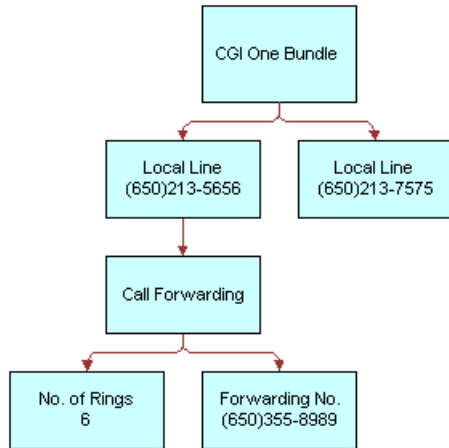 CGI One Bundle
Local Line
(650)213-5656
Local Line
(650)213-7575
Call Forwarding
No. of Rings
6
Forwarding No.
(650)355-8989